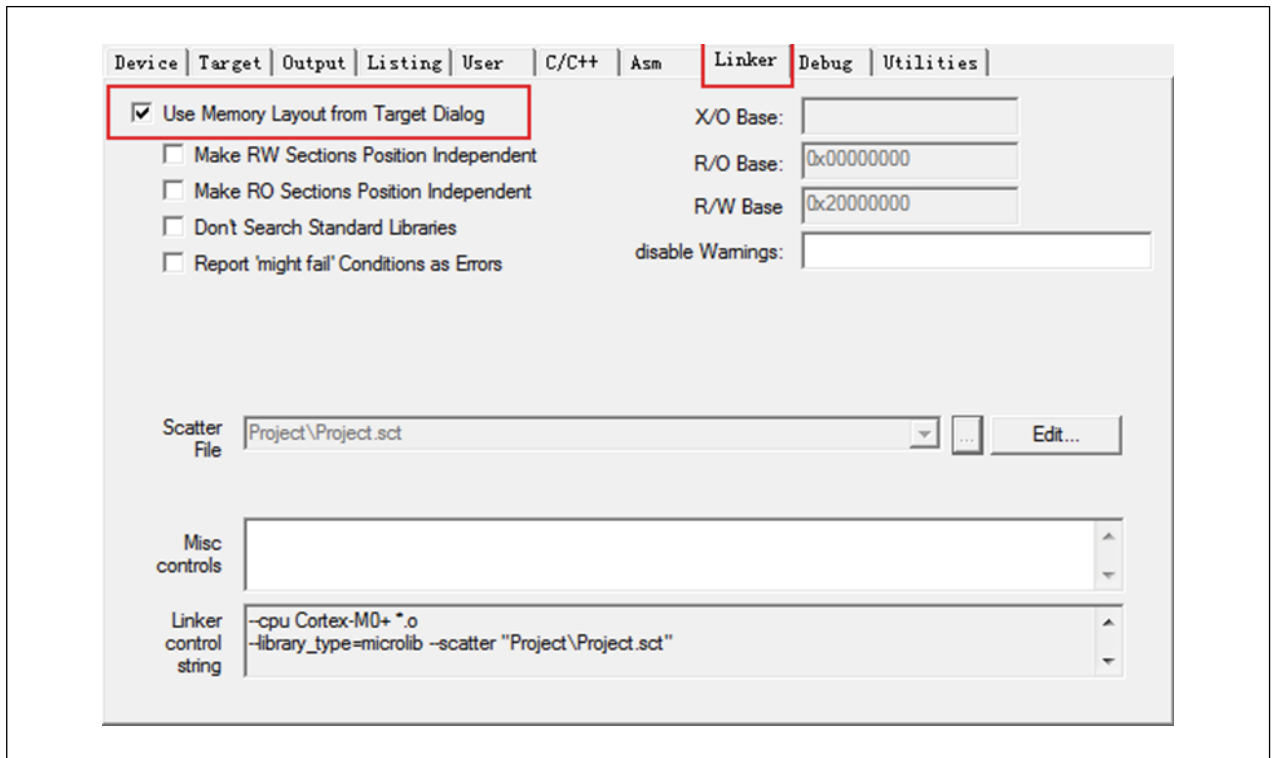 Device Target Output Listing User C/C++ Asm Linker Debug Utilities
Use Memory Layout from Target Dialog
Make RW Sections Position Independent
Make RO Sections Position Independent
Don't Search Standard Libraries
Report 'might fail' Conditions as Errors
X/O Base:
R/O Base: 0x00000000
R/W Base 0x20000000
disable Warnings:
Scatter
File
Project\Project.sct
...
Edit...
Misc
controls
Linker
control
string
--cpu Cortex-M0+ *.o
--library_type=microlib --scatter "Project\Project.sct"